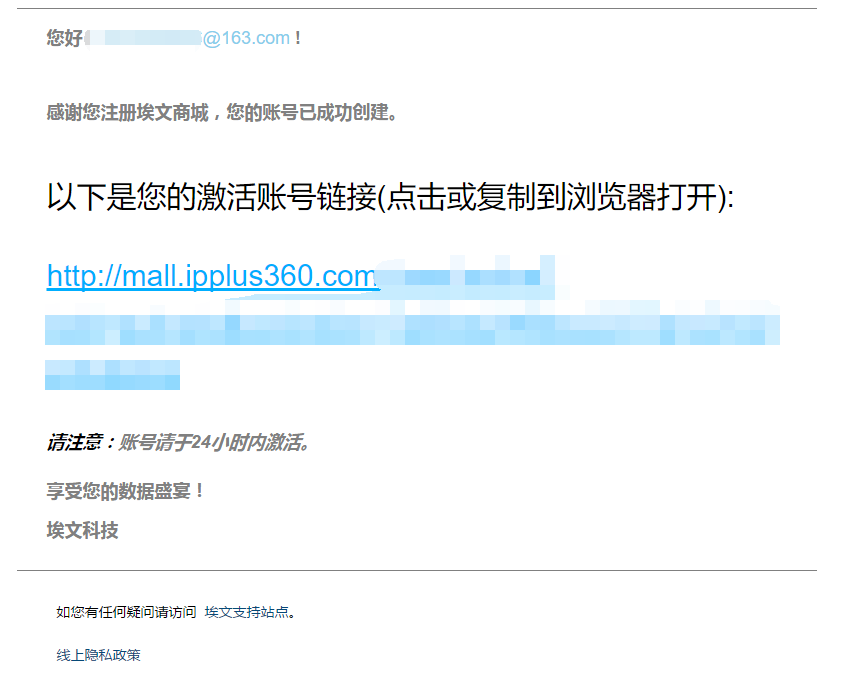 您好 @163.com！
感谢您注册埃文商城，您的账号已成功创建。
以下是您的激活账号链接(点击或复制到浏览器打开):
http://mall.ipplus360.com
请注意：账号请于24小时内激活。
享受您的数据盛宴！
埃文科技
如您有任何疑问请访问 埃文支持站点。
线上隐私政策